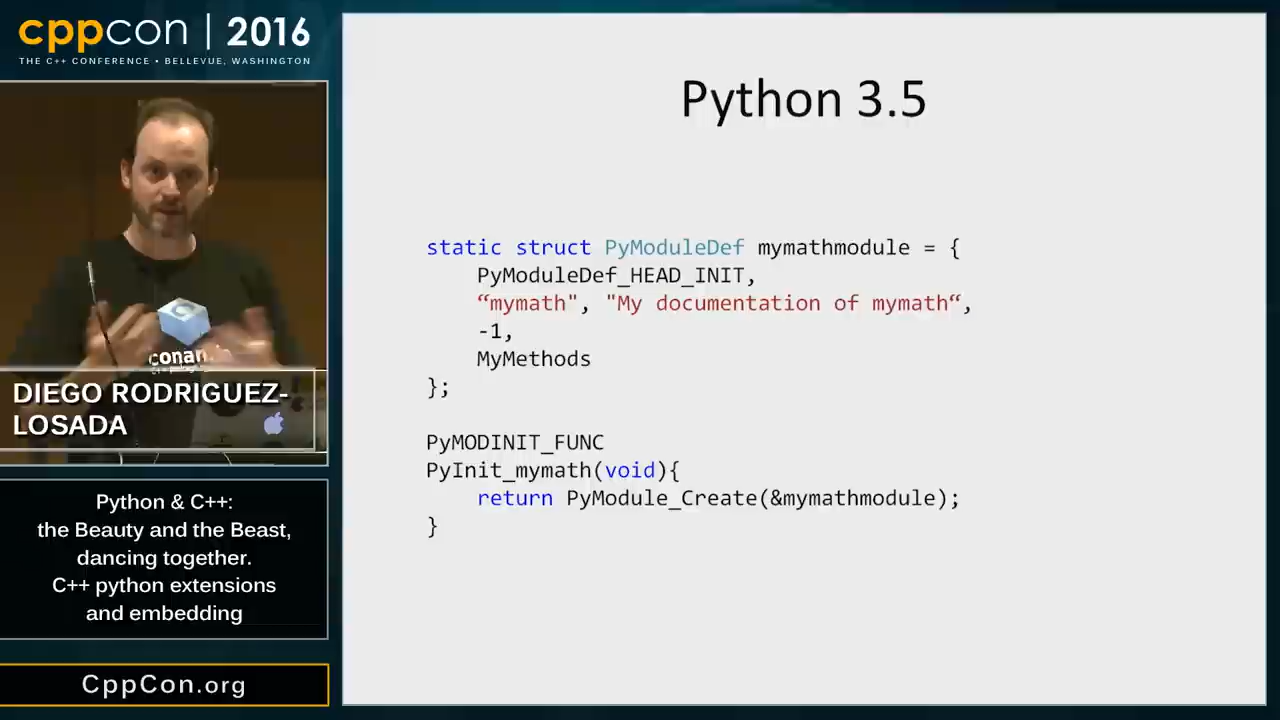 cppcon | 2016
THE C++ CONFERENCE • BELLEVUE, WASHINGTON
conan
DIEGO RODRIGUEZ-
LOSADA
Python & C++:
the Beauty and the Beast,
dancing together.
C++ python extensions
and embedding
CppCon.org
Python 3.5
static struct PyModuleDef mymathmodule = {
    PyModuleDef_HEAD_INIT,
    “mymath", "My documentation of mymath“,
    -1,
    MyMethods
};
PyMODINIT_FUNC
PyInit_mymath(void){
    return PyModule_Create(&mymathmodule);
}